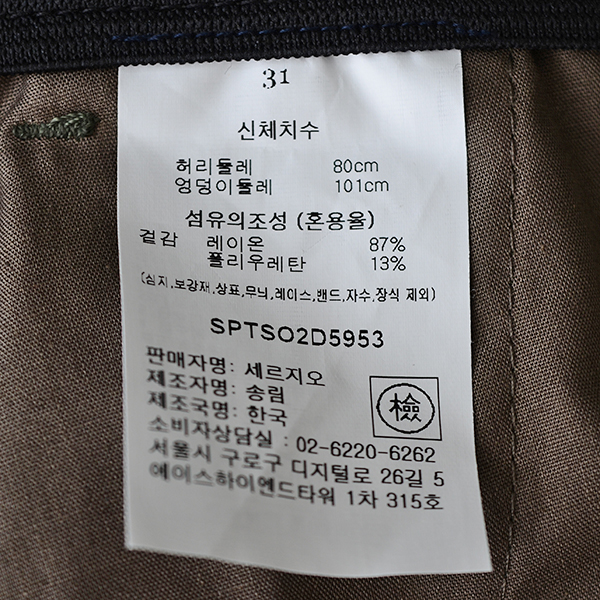 31
신체치수
허리둘레 80cm
엉덩이둘레 101cm
섬유의조성 (혼용율)
겉감 레이온 87%
폴리우레탄 13%
(심지,보강재,상표,무늬,레이스,밴드,자수,장식 제외)
SPTSO2D5953
판매자명: 세르지오
제조자명: 송림
제조국명: 한국
檢
소비자상담실 : 02-6220-6262
서울시 구로구 디지털로 26길 5
에이스하이엔드타워 1차 315호